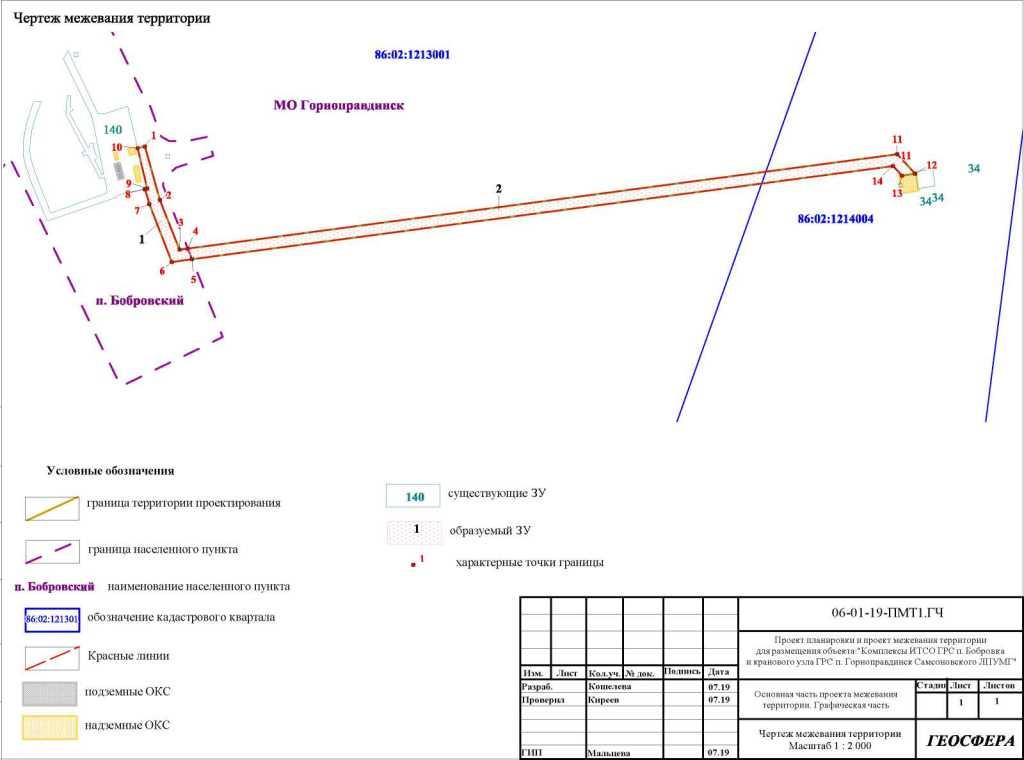 Чертеж межевания территории
86:02:1213001
МО Горноправдинск
140
10
1
9
8
2
7
1
3
4
6
5
п. Бобровский
2
86:02:1214004
11
11
12
14
13
34
34
34
Условные обозначения
граница территории проектирования
граница населенного пункта
п. Бобровский наименование населенного пункта
86:02:121301 обозначение кадастрового квартала
Красные линии
подземные ОКС
надземные ОКС
140 существующие ЗУ
1 образуемый ЗУ
1 характерные точки границы
06-01-19-ПМТ1.ГЧ
Проект планировки и проект межевания территории
для размещения объекта:"Комплексы ИТСО ГРС п. Бобровка
и кранового узла ГРС п. Горноправдинск Самсоновского ЛПУМГ"
Изм. Лист Кол.уч. № док. Подпись Дата
Разраб. Кошелева 07.19
Проверил Киреев 07.19
ГИП Мальцева 07.19
Основная часть проекта межевания
территории. Графическая часть
Стадия Лист Листов
1 1
Чертеж межевания территории
Масштаб 1 : 2 000
ГЕОСФЕРА